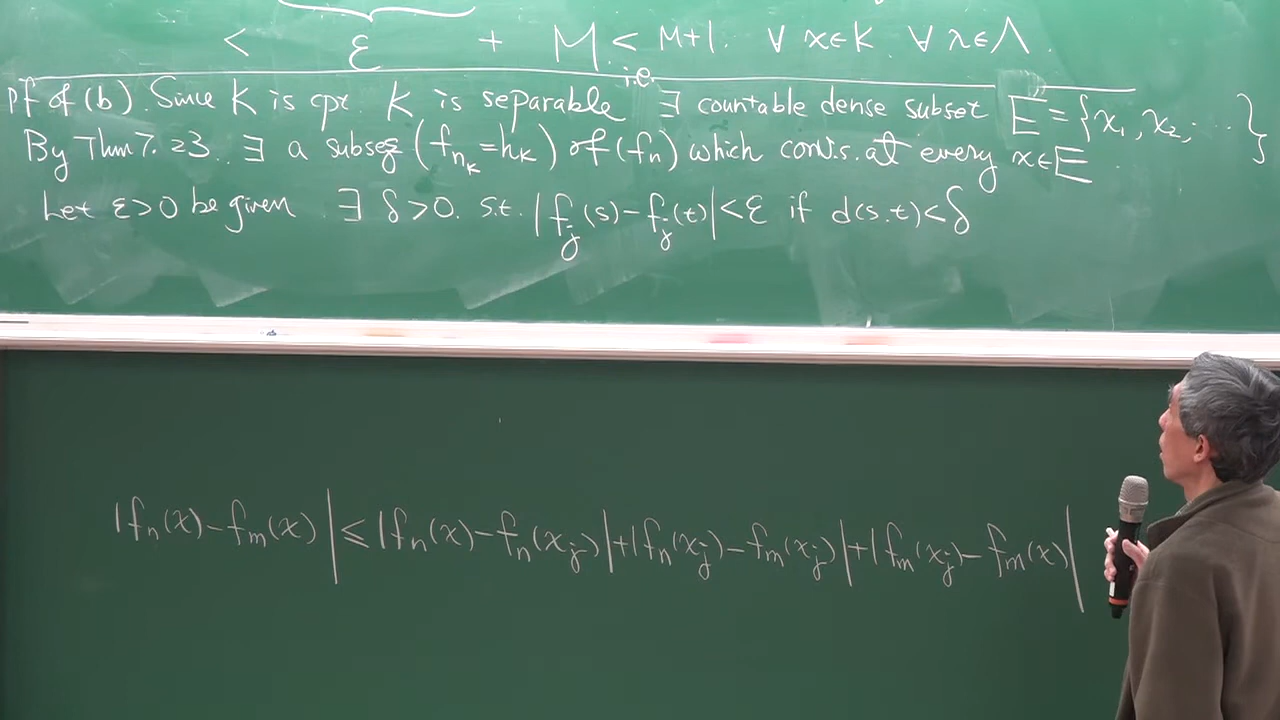 < ε + M < M+1. ∀ x∈K ∀ λ∈Λ.
pf of (b). Since K is cpt. K is separable i.e. ∃ countable dense subset E = {x₁, x₂, ...}
By Thm 7.23. ∃ a subseq (f_{n_k}=h_k) of (f_n) which conv.s. at every x∈E.
Let ε>0 be given. ∃ δ>0. s.t. |f_j(s)-f_j(t)|<ε if d(s.t)<δ
|f_n(x)-f_m(x)| ≤ |f_n(x)-f_n(x_j)|+|f_n(x_j)-f_m(x_j)|+|f_m(x_j)-f_m(x)|